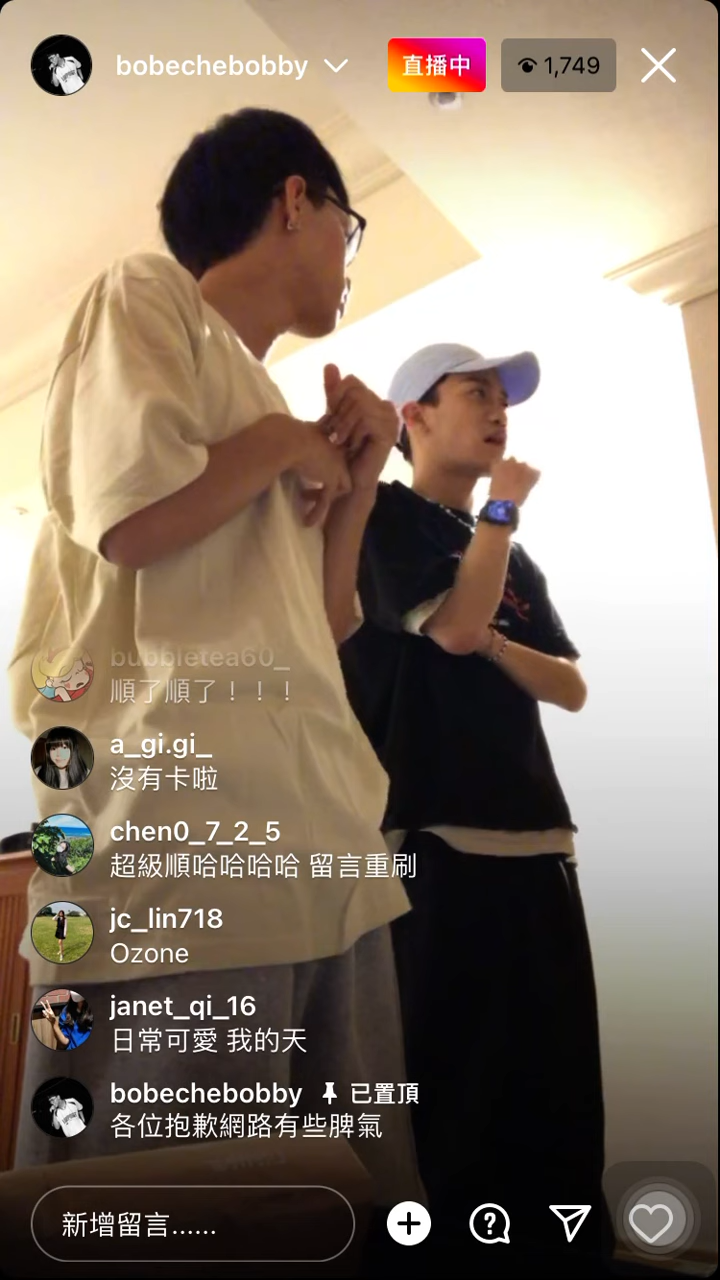 bobechebobby
直播中
1,749
bubbletea60_
順了順了！！！
a_gi.gi_
沒有卡啦
chen0_7_2_5
超級順哈哈哈哈 留言重刷
jc_lin718
Ozone
janet_qi_16
日常可愛 我的天
bobechebobby 已置頂
各位抱歉網路有些脾氣
新增留言......